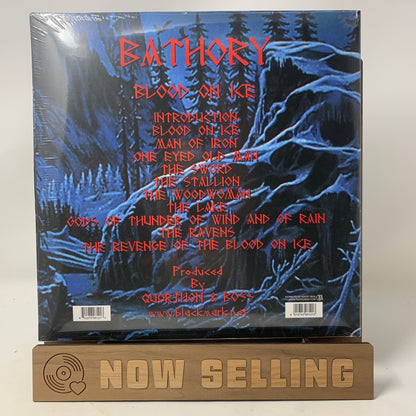 BATHORY
BLOOD ON ICE
INTRODUCTION
BLOOD ON ICE
MAN OF IRON
ONE EYED OLD MAN
THE SWORD
THE STALLION
THE WOODWOMAN
THE LAKE
GODS OF THUNDER OF WIND AND OF RAIN
THE RAVENS
THE REVENGE OF THE BLOOD ON ICE
Produced
By
QUORTHON & BOSS
www.blackmark.net
NOW SELLING